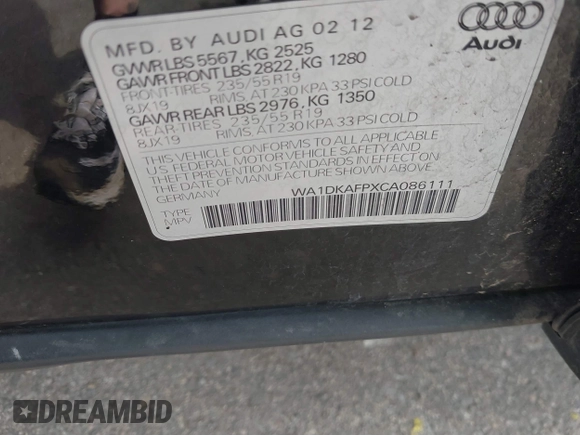 MFD. BY AUDI AG 02 12
GVWR LBS 5567, KG 2525
GAWR FRONT LBS 2822, KG 1280
FRONT-TIRES, 235/55 R19
8JX19 RIMS, AT 230 KPA 33 PSI COLD
GAWR REAR LBS 2976, KG 1350
REAR-TIRES, 235/55 R19
8JX19 RIMS, AT 230 KPA 33 PSI COLD
THIS VEHICLE CONFORMS TO ALL APPLICABLE
U.S FEDERAL MOTOR VEHICLE SAFETY AND
THEFT PREVENTION STANDARDS IN EFFECT ON
THE DATE OF MANUFACTURE SHOWN ABOVE.
GERMANY WA1DKAFPXCA086111
TYPE
MPV
Audi
DREAMBID